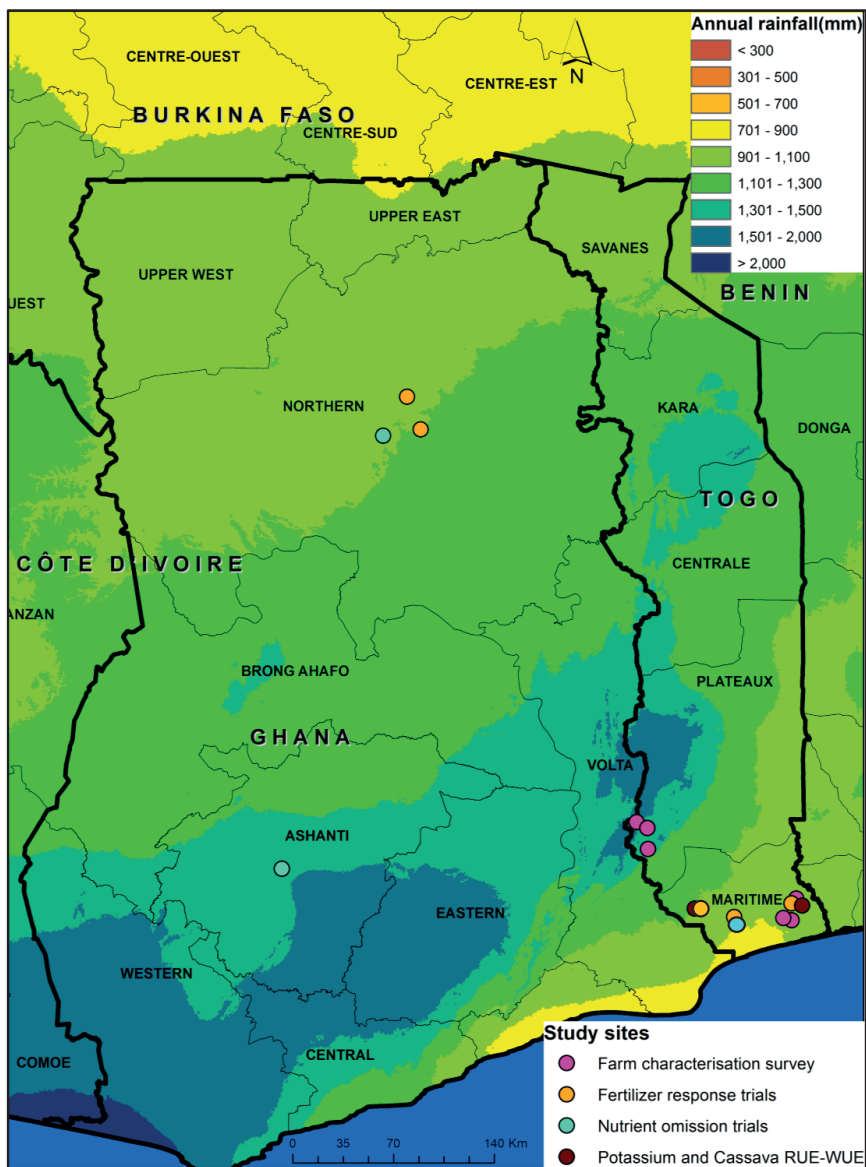 Annual rainfall(mm)
< 300
301 - 500
501 - 700
701 - 900
901 - 1,100
1,101 - 1,300
1,301 - 1,500
1,501 - 2,000
> 2,000
N
CENTRE-OUEST
CENTRE-EST
BURKINA FASO
CENTRE-SUD
UPPER EAST
SAVANES
UPPER WEST
BENIN
UEST
NORTHERN
KARA
DONGA
TOGO
CÔTE D'IVOIRE
CENTRALE
ANZAN
BRONG AHAFO
PLATEAUX
GHANA
VOLTA
ASHANTI
MARITIME
EASTERN
WESTERN
CENTRAL
COMOE
0 35 70 140 Km
Study sites
Farm characterisation survey
Fertilizer response trials
Nutrient omission trials
Potassium and Cassava RUE-WUE